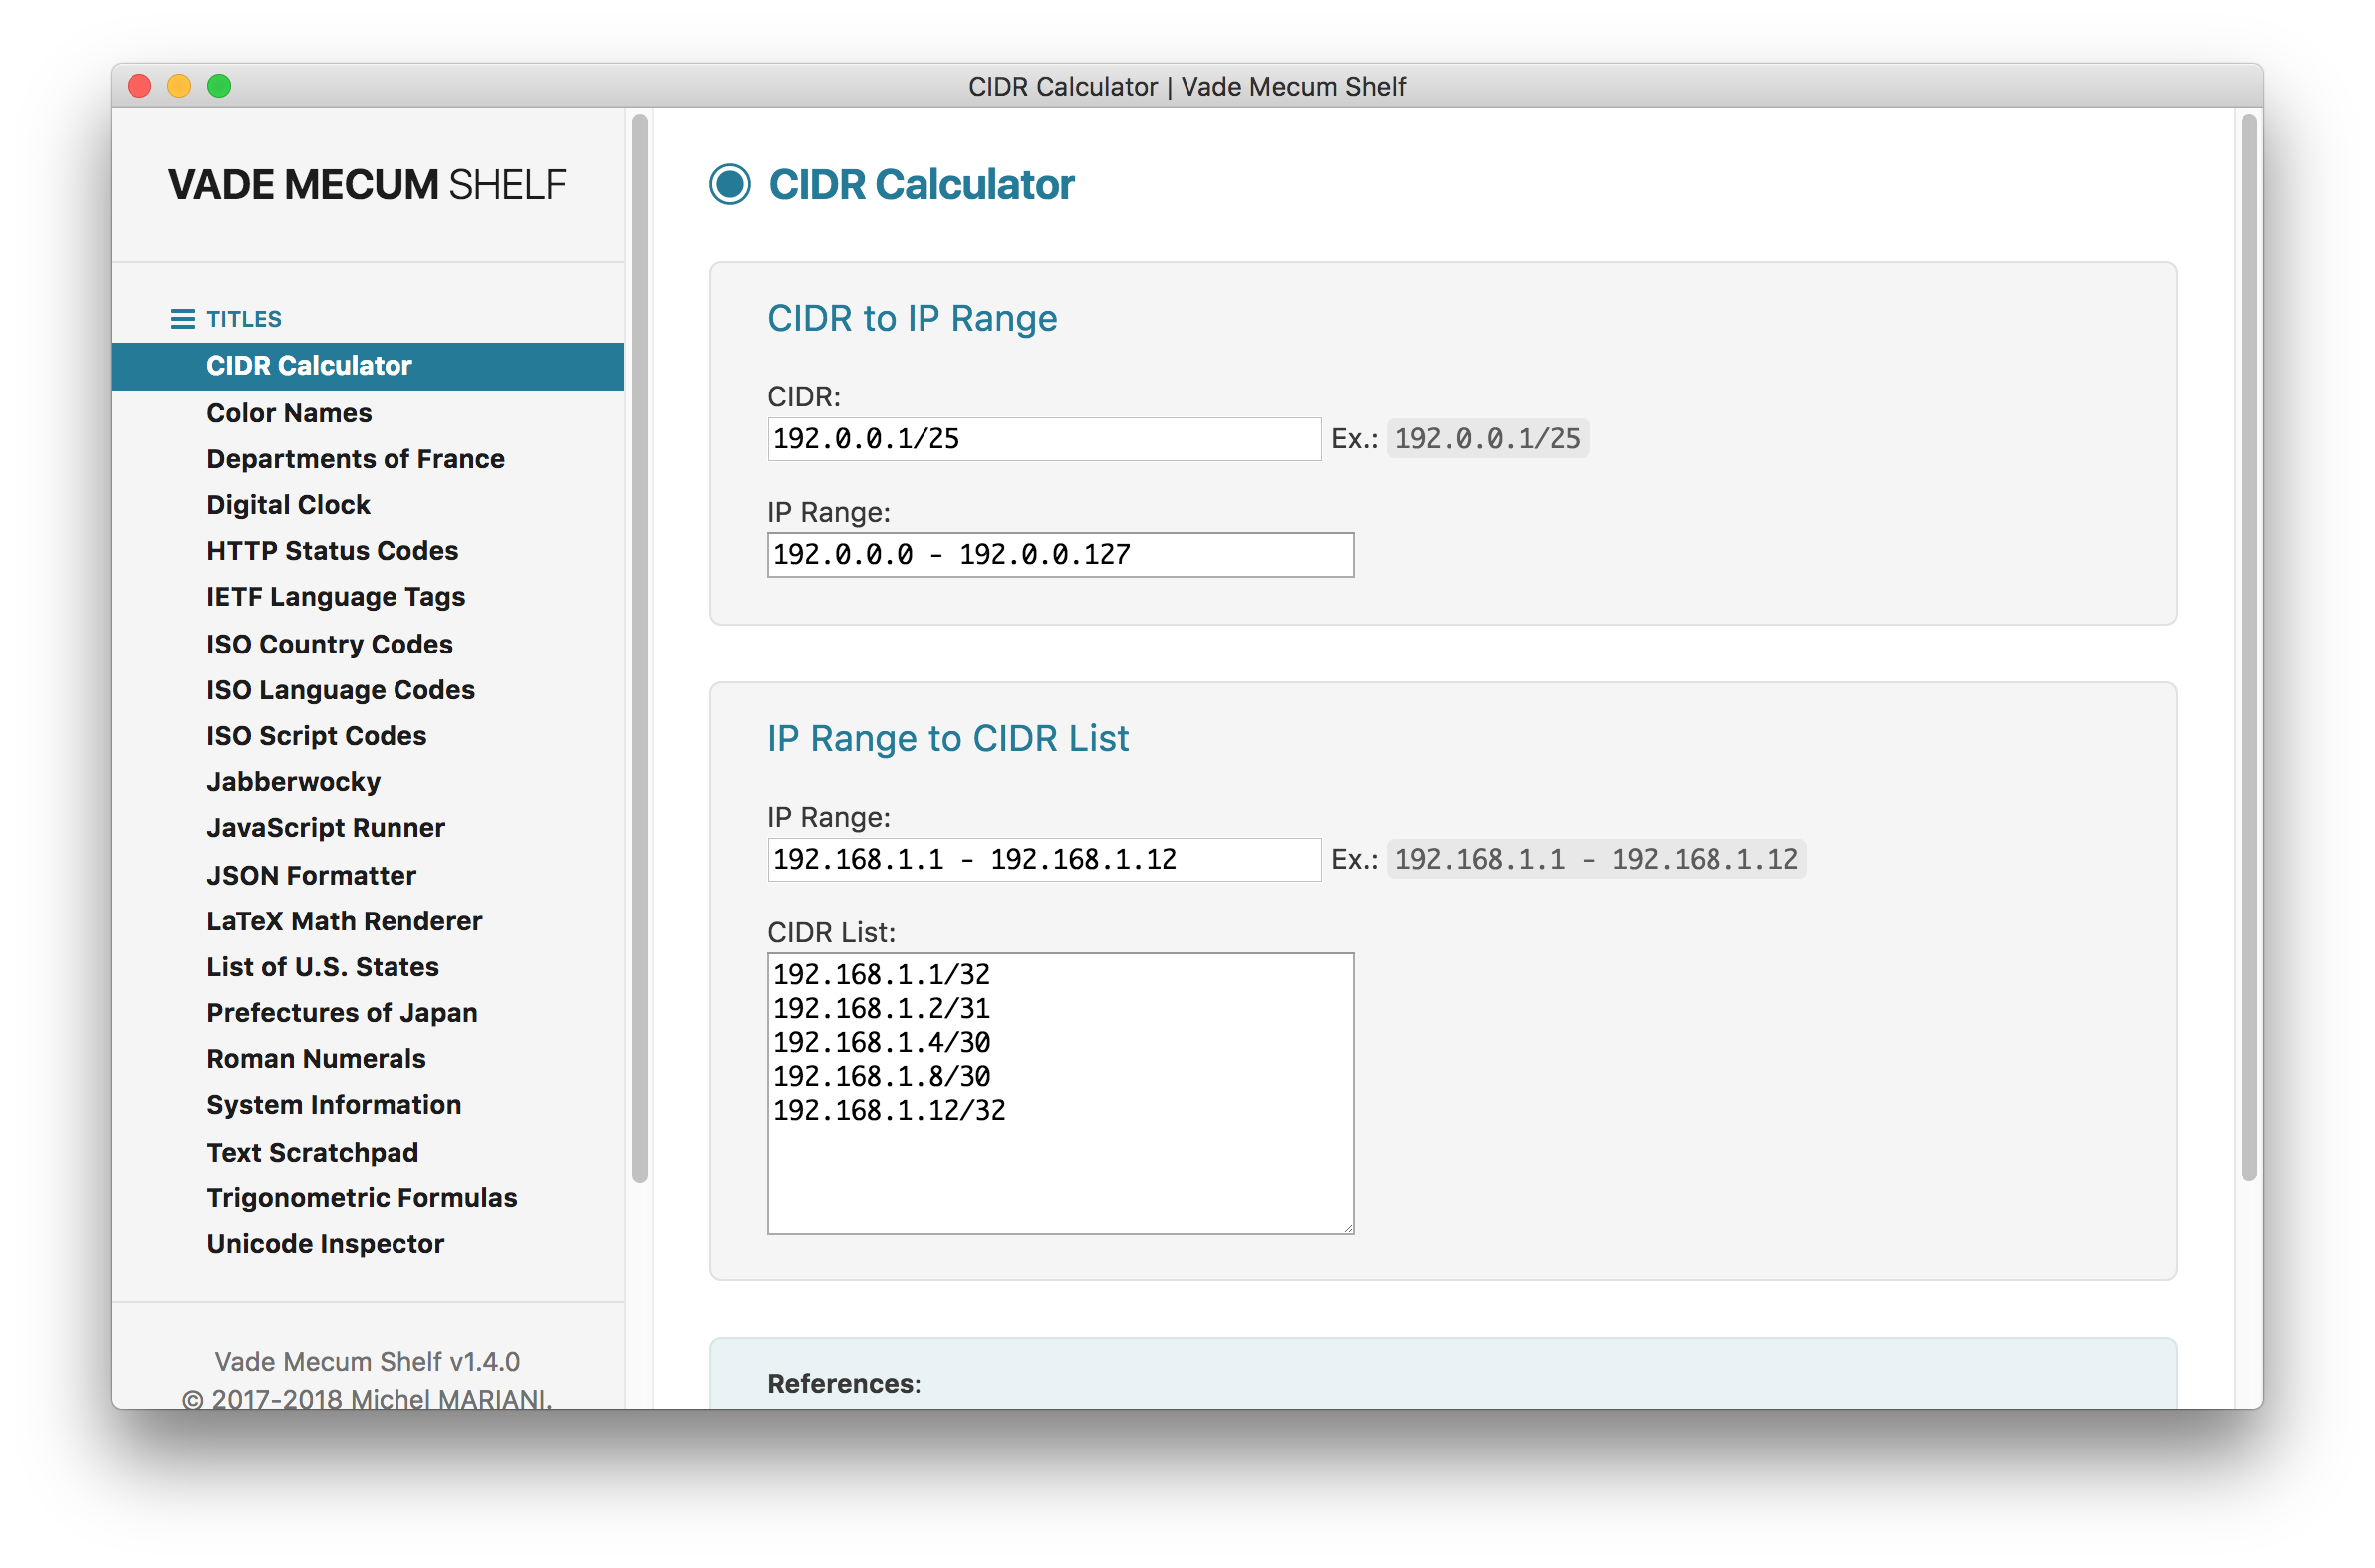 CIDR Calculator | Vade Mecum Shelf
VADE MECUM SHELF
TITLES
CIDR Calculator
Color Names
Departments of France
Digital Clock
HTTP Status Codes
IETF Language Tags
ISO Country Codes
ISO Language Codes
ISO Script Codes
Jabberwocky
JavaScript Runner
JSON Formatter
LaTeX Math Renderer
List of U.S. States
Prefectures of Japan
Roman Numerals
System Information
Text Scratchpad
Trigonometric Formulas
Unicode Inspector
Vade Mecum Shelf v1.4.0
© 2017-2018 Michel MARIANI.
CIDR Calculator
CIDR to IP Range
CIDR:
192.0.0.1/25 Ex.: 192.0.0.1/25
IP Range:
192.0.0.0 - 192.0.0.127
IP Range to CIDR List
IP Range:
192.168.1.1 - 192.168.1.12 Ex.: 192.168.1.1 - 192.168.1.12
CIDR List:
192.168.1.1/32
192.168.1.2/31
192.168.1.4/30
192.168.1.8/30
192.168.1.12/32
References: